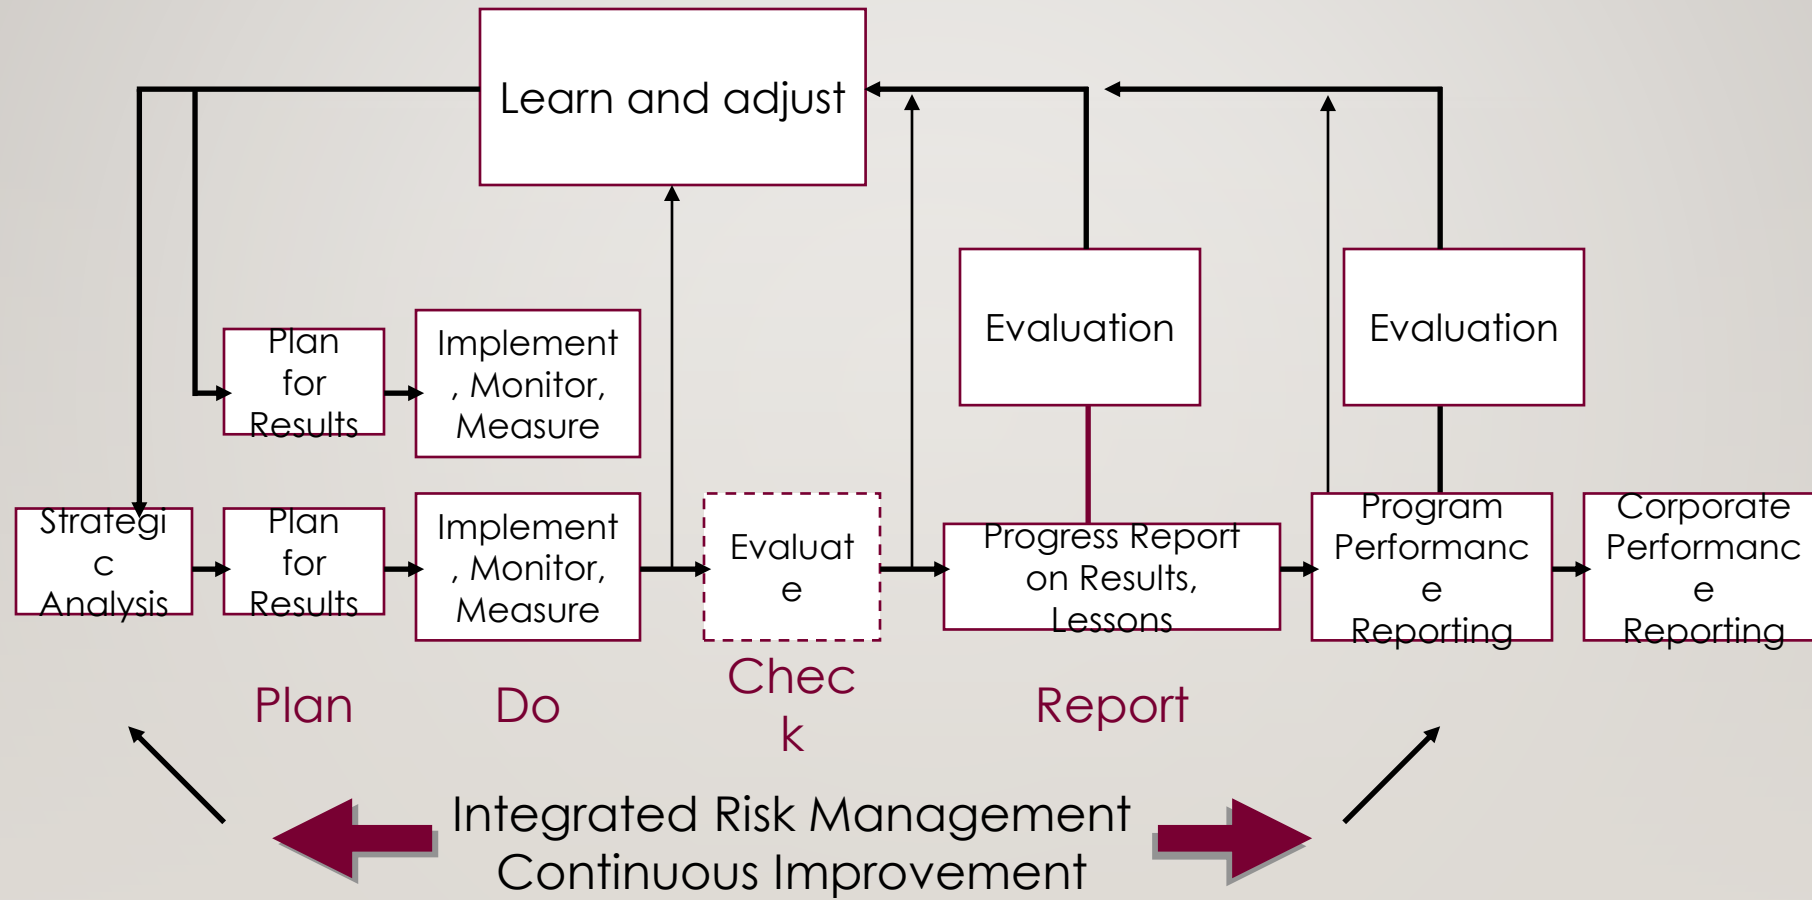 Learn and adjust
Evaluation
Evaluation
Plan
for
Results
Implement
, Monitor,
Measure
Strategi
c
Analysis
Plan
for
Results
Implement
, Monitor,
Measure
Evaluat
e
Progress Report
on Results,
Lessons
Program
Performanc
e
Reporting
Corporate
Performanc
e
Reporting
Plan
Do
Chec
k
Report
Integrated Risk Management
Continuous Improvement